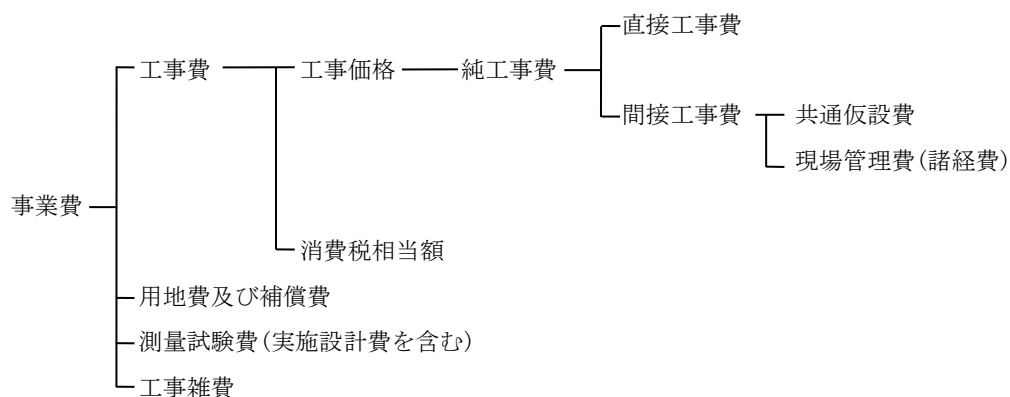 直接工事費
工事費
工事価格
純工事費
間接工事費
共通仮設費
現場管理費(諸経費)
事業費
消費税相当額
用地費及び補償費
測量試験費(実施設計費を含む)
工事雑費